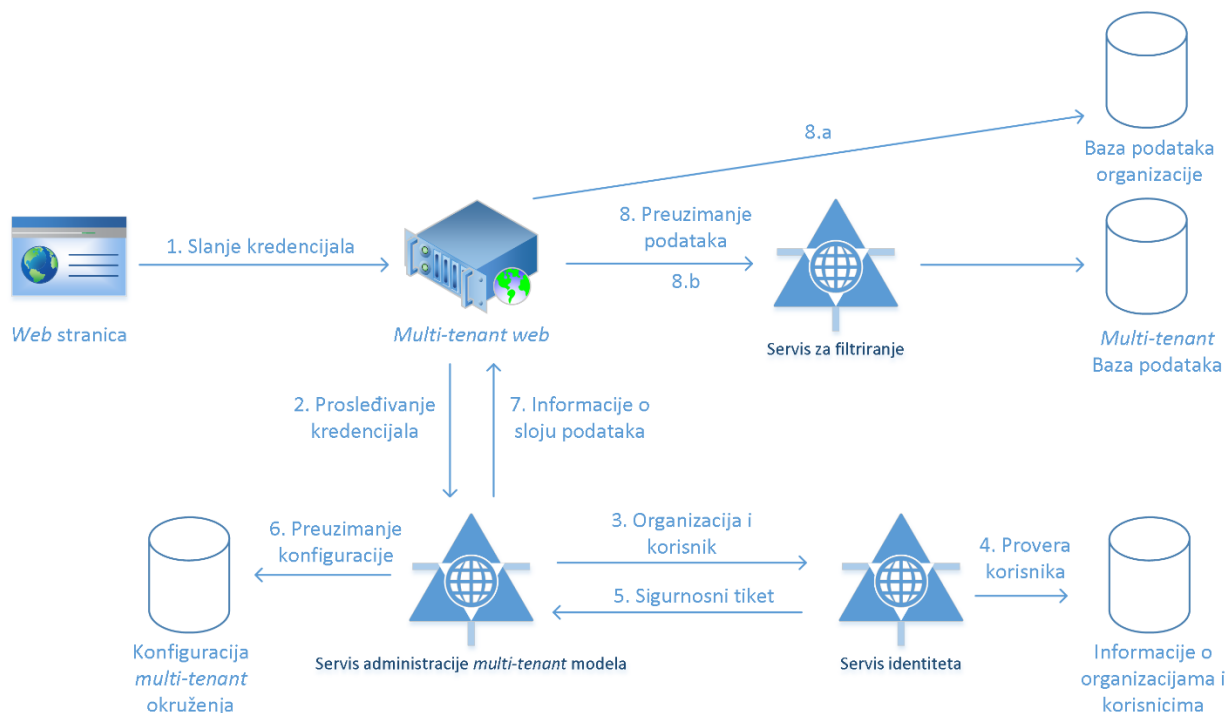 8.a
Baza podataka
organizacije
1. Slanje kredencijala
8. Preuzimanje
podataka
8.b
Web stranica
Multi-tenant web
Servis za filtriranje
Multi-tenant
Baza podataka
2. Prosleđivanje
kredencijala
7. Informacije o
sloju podataka
6. Preuzimanje
konfiguracije
3. Organizacija i
korisnik
4. Provera
korisnika
5. Sigurnosni tiket
Konfiguracija
multi-tenant
okruženja
Servis administracije multi-tenant modela
Servis identiteta
Informacije o
organizacijama i
korisnicima